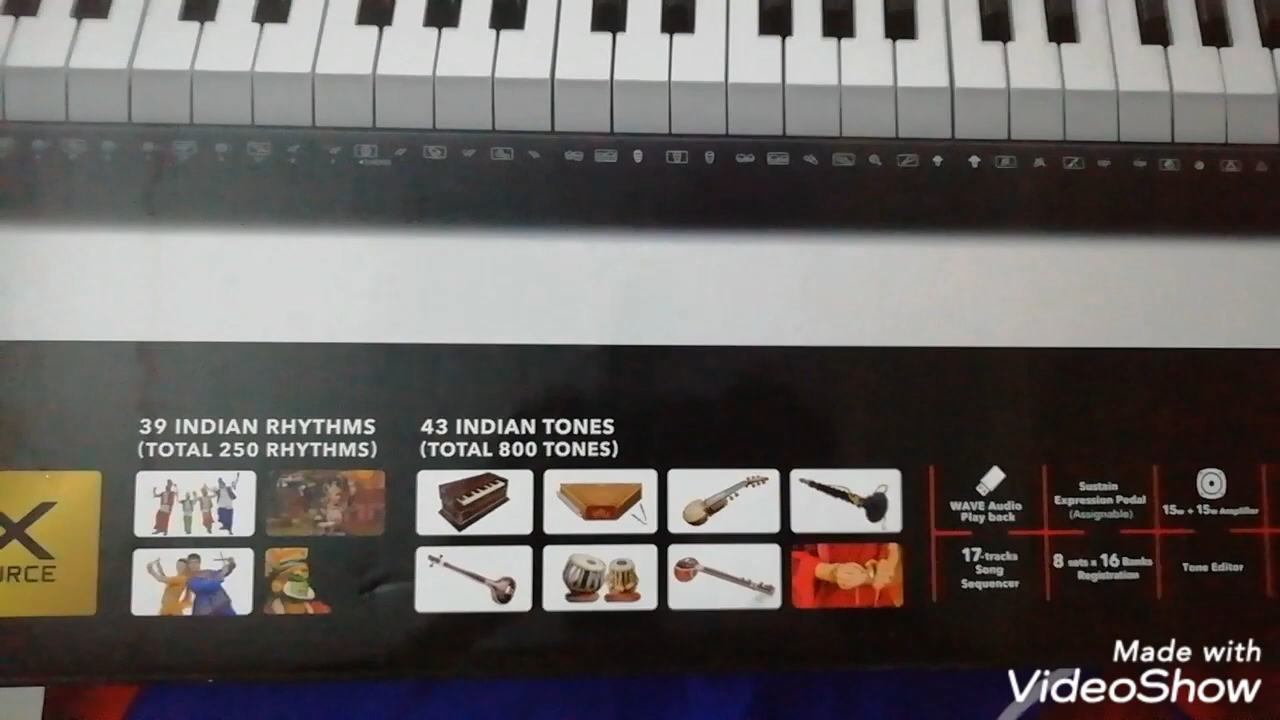 39 INDIAN RHYTHMS
(TOTAL 250 RHYTHMS)
43 INDIAN TONES
(TOTAL 800 TONES)
X
URCE
WAVE Audio
Play back
Sustain
Expression Pedal
(Assignable)
15w + 15w Amplifier
17-tracks
Song
Sequencer
8 sets x 16 Banks
Registration
Tone Editor
Made with
VideoShow